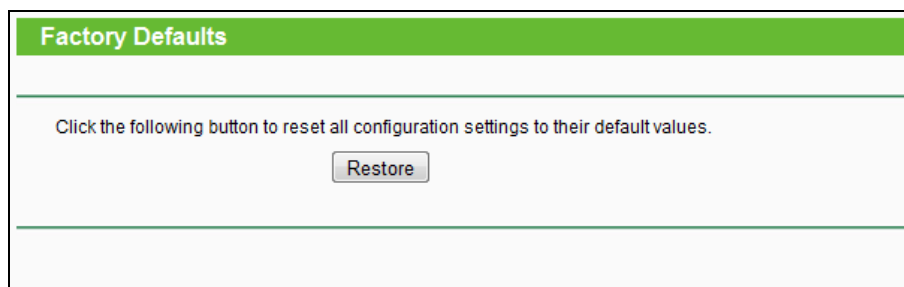 Factory Defaults
Click the following button to reset all configuration settings to their default values.
Restore